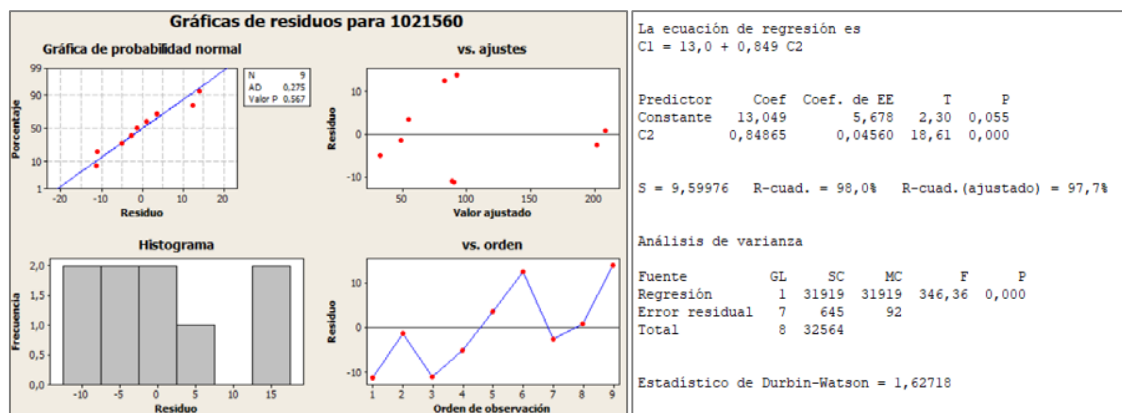 Gráficas de residuos para 1021560
Gráfica de probabilidad normal
99
90
50
10
1
Porcentaje
-20 -10 0 10 20
Residuo
N 9
AD 0.275
Valor P 0.567
vs. ajustes
10
0
-10
Residuo
50 100 150 200
Valor ajustado
Histograma
2,0
1,5
1,0
0,5
0,0
Frecuencia
-10 -5 0 5 10 15
Residuo
vs. orden
10
0
-10
Residuo
1 2 3 4 5 6 7 8 9
Orden de observación
La ecuación de regresión es
C1 = 13,0 + 0,849 C2
Predictor Coef Coef. de EE T P
Constante 13,049 5,678 2,30 0,055
C2 0,84865 0,04560 18,61 0,000
S = 9,59976 R-cuad. = 98,0% R-cuad.(ajustado) = 97,7%
Análisis de varianza
Fuente GL SC MC F P
Regresión 1 31919 31919 346,36 0,000
Error residual 7 645 92
Total 8 32564
Estadístico de Durbin-Watson = 1,62718